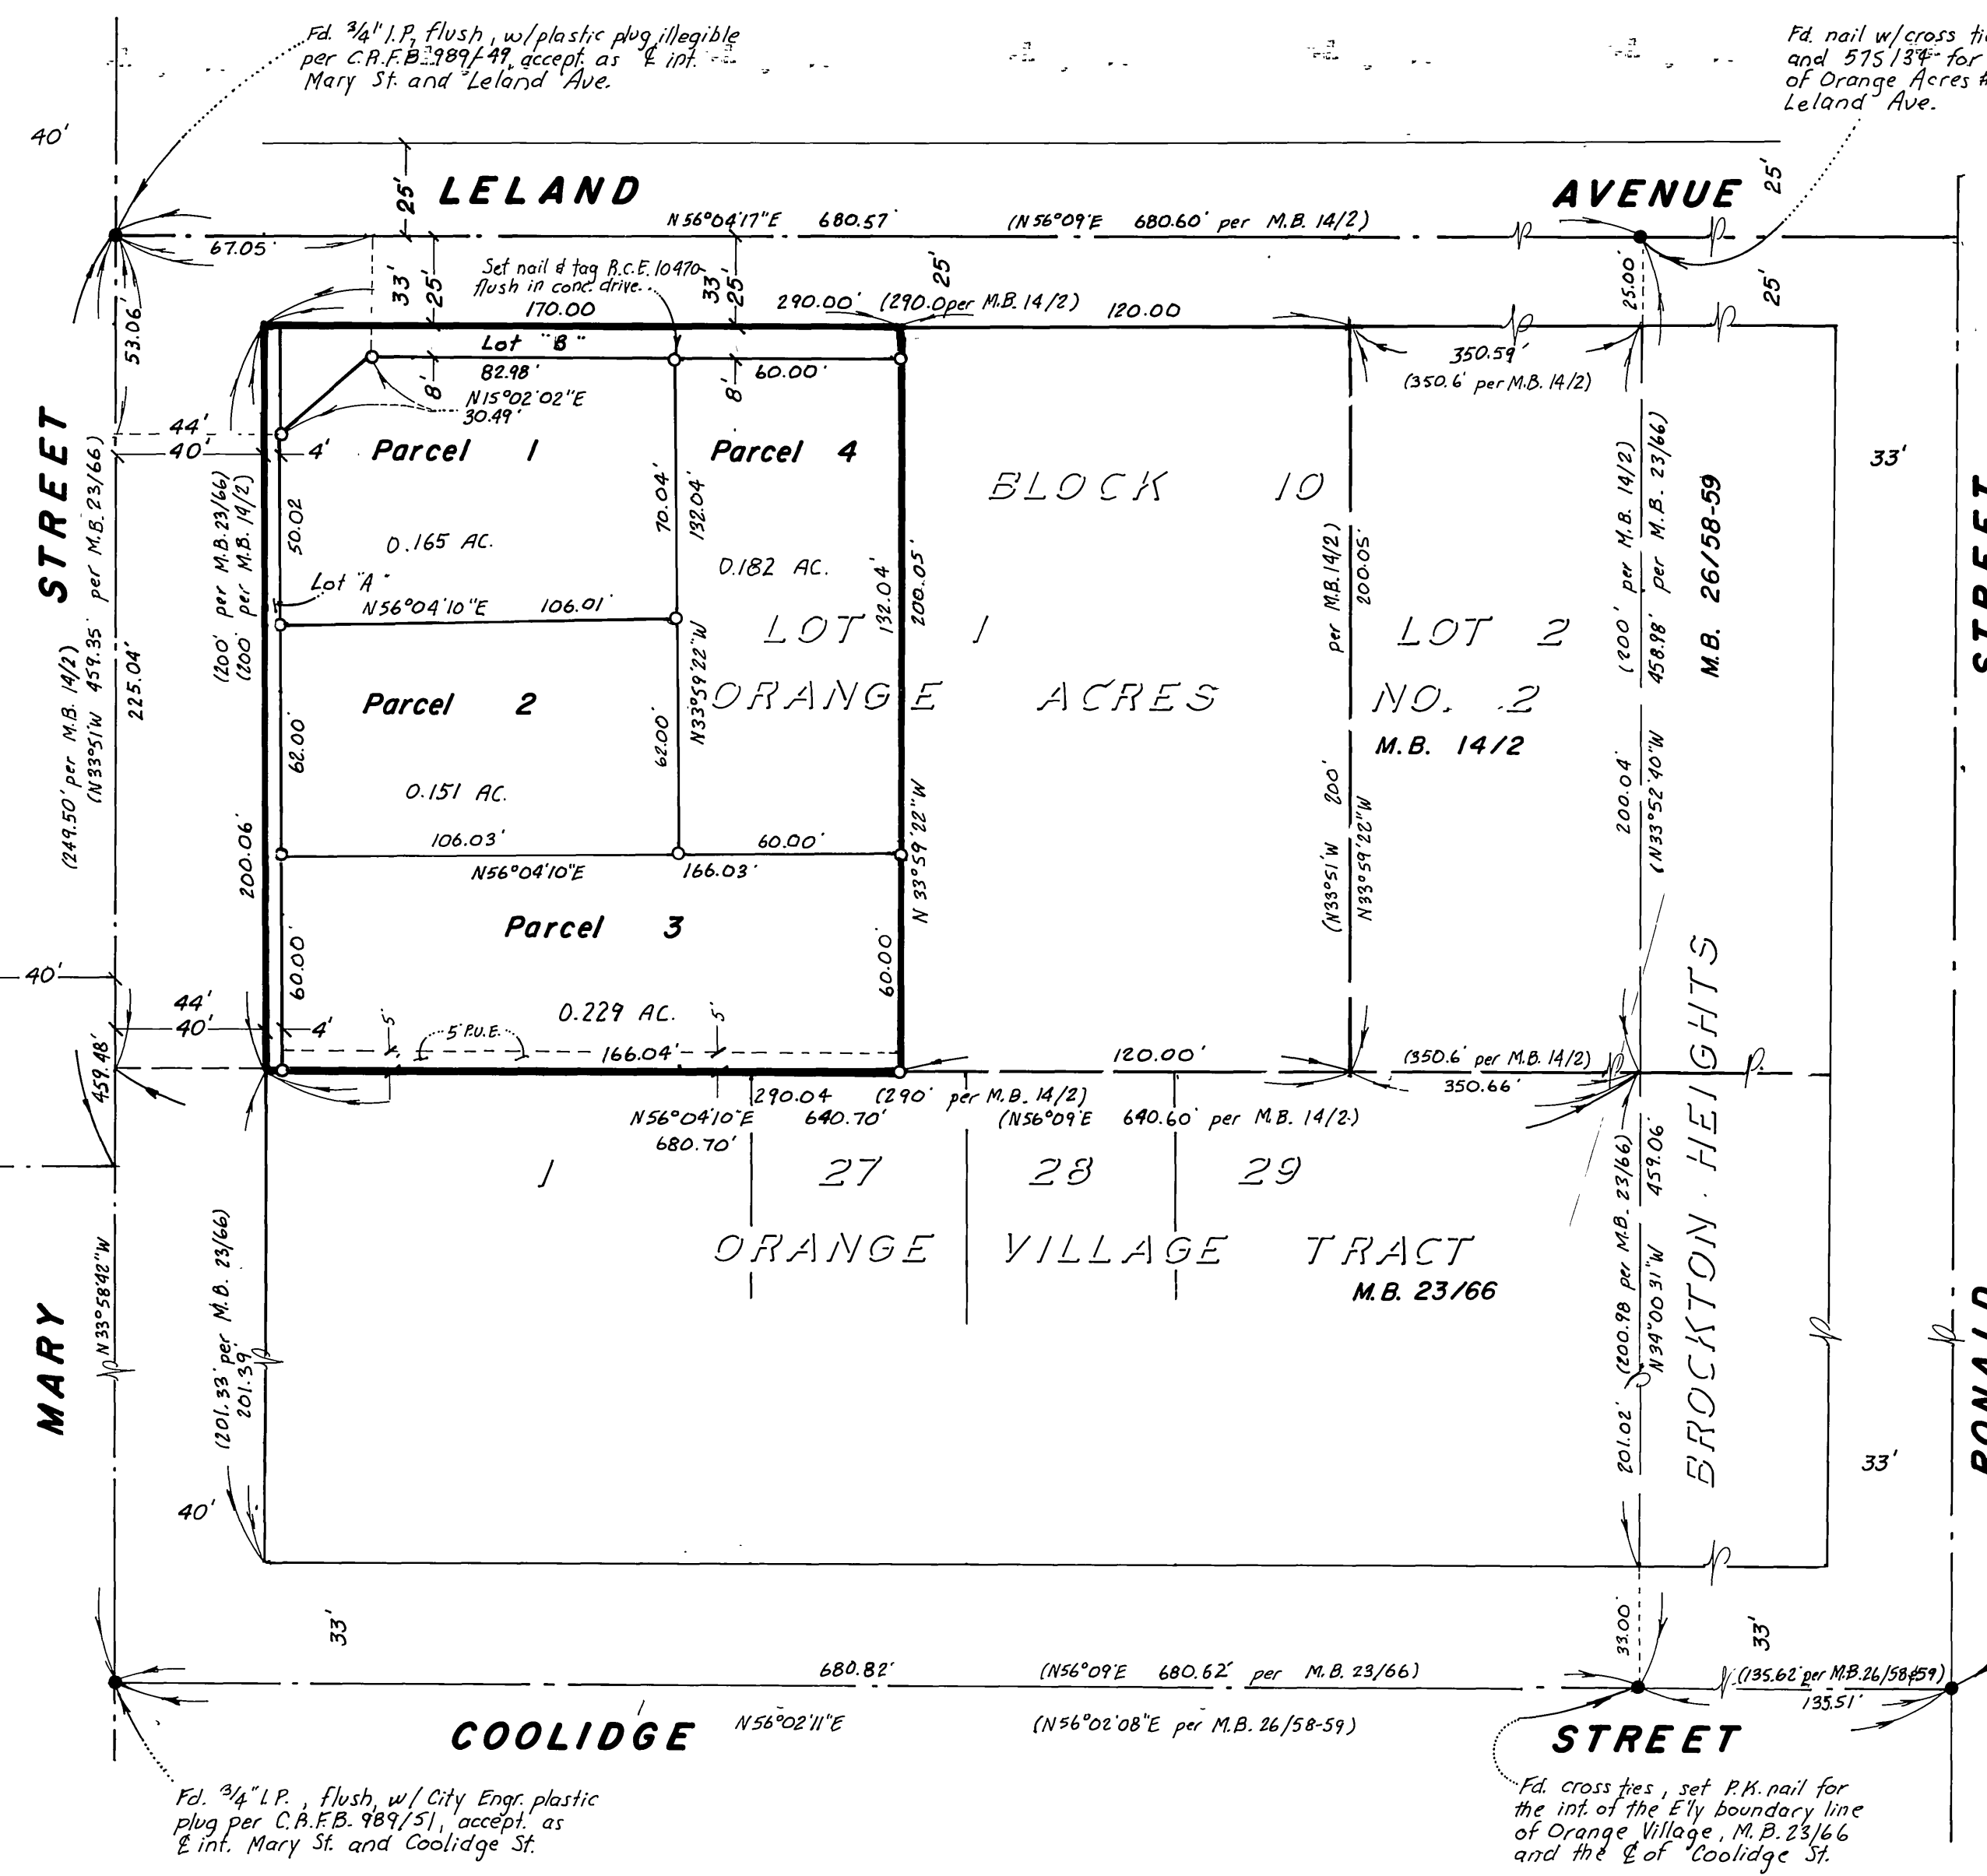 Fd. 3/4" I.P., flush, w/plastic plug, illegible
per C.R.F.B. 989/49, accept. as ℄ int.
Mary St. and Leland Ave.
Fd. nail w/cross
and 575/34 for
of Orange Acres
Leland Ave.
40'
25'
LELAND
AVENUE
25'
N56°04'17"E 680.57' (N56°09'E 680.60' per M.B. 14/2)
67.05'
33'
25'
Set nail & tag R.C.E. 10470
flush in conc. drive.
33'
25'
25'
25.00'
25'
53.06'
170.00
290.00' (290.0 per M.B. 14/2)
120.00
Lot "B"
82.98'
8'
60.00'
8'
350.59'
(350.6' per M.B. 14/2)
N15°02'02"E
30.49'
44'
40'
4'
Parcel 1
Parcel 4
33'
STREET
(249.50' per M.B. 14/2)
(N33°51'W 459.35' per M.B. 23/66)
225.04'
(200' per M.B. 23/66)
(200' per M.B. 14/2)
50.02
70.04'
132.04'
BLOCK 10
0.165 AC.
0.182 AC.
Lot "A"
N56°04'10"E 106.01'
132.04'
200.05'
LOT 1
LOT 2
(N33°51'W 200' per M.B. 14/2)
N33°59'22"W 200.05'
(200' per M.B. 14/2)
200.04'
(N33°52'40"W 458.98' per M.B. 23/66)
M.B. 26/58-59
STREET
Parcel 2
ORANGE ACRES NO. 2
M.B. 14/2
62.00'
62.00'
N33°59'22"W
0.151 AC.
200.06'
106.03'
60.00'
N56°04'10"E 166.03'
N33°59'22"W
Parcel 3
60.00'
60.00'
40'
44'
40'
4'
0.229 AC.
5'
5' P.U.E.
5'
166.04'
459.48'
120.00'
(350.6' per M.B. 14/2)
350.66'
290.04 (290' per M.B. 14/2)
N56°04'10"E 640.70' (N56°09'E 640.60' per M.B. 14/2)
680.70'
1 27 28 29
ORANGE VILLAGE TRACT
M.B. 23/66
BROCKTON HEIGHTS
(200.98 per M.B. 23/66)
201.02'
N34°00'31"W 459.06'
MARY
N33°58'42"W
(201.33' per M.B. 23/66)
201.39'
RONALD
33'
40'
33'
33.00'
33'
680.82' (N56°09'E 680.62' per M.B. 23/66)
(135.62' per M.B. 26/58&59)
135.51'
COOLIDGE
N56°02'11"E (N56°02'08"E per M.B. 26/58-59)
STREET
Fd. 3/4" I.P., flush, w/ City Engr. plastic
plug per C.R.F.B. 989/51, accept. as
℄ int. Mary St. and Coolidge St.
Fd. cross ties, set P.K. nail for
the int. of the E'ly boundary line
of Orange Village, M.B. 23/66
and the ℄ of Coolidge St.